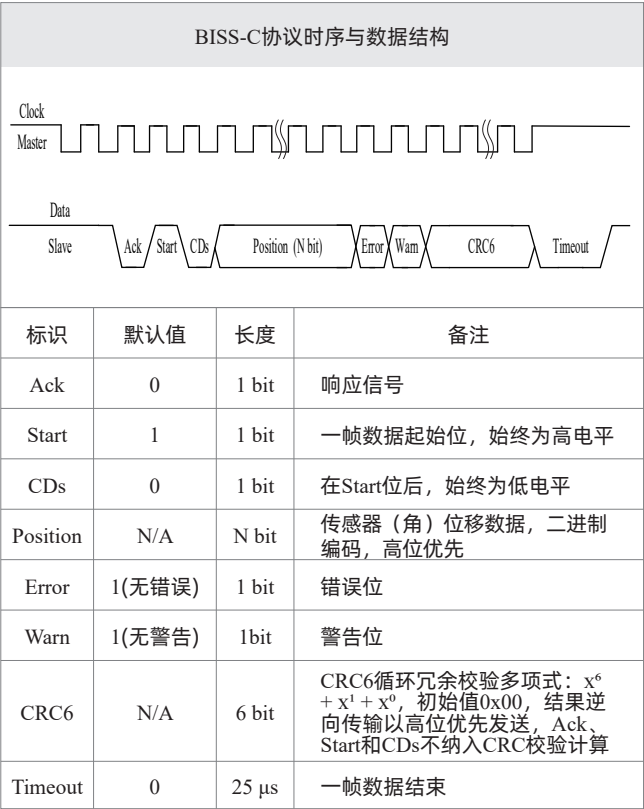 BISS-C协议时序与数据结构
Clock
Master
Data
Slave
Ack
Start
CDs
Position (N bit)
Error
Warn
CRC6
Timeout
标识 默认值 长度 备注
Ack 0 1 bit 响应信号
Start 1 1 bit 一帧数据起始位，始终为高电平
CDs 0 1 bit 在Start位后，始终为低电平
Position N/A N bit 传感器（角）位移数据，二进制
编码，高位优先
Error 1(无错误) 1 bit 错误位
Warn 1(无警告) 1bit 警告位
CRC6 N/A 6 bit CRC6循环冗余校验多项式：x⁶
+ x¹ + x⁰，初始值0x00，结果逆
向传输以高位优先发送，Ack、
Start和CDs不纳入CRC校验计算
Timeout 0 25 μs 一帧数据结束